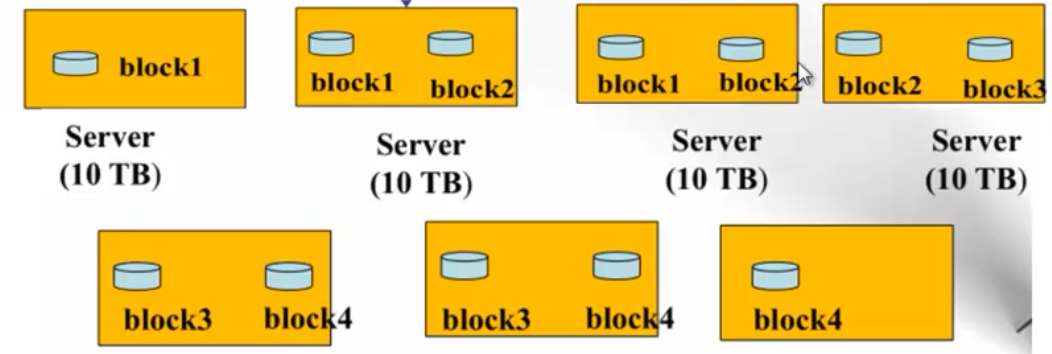 block1
block1 block2
block1 block2
block2 block3
Server
(10 TB)
Server
(10 TB)
Server
(10 TB)
Server
(10 TB)
block3 block4
block3 block4
block4